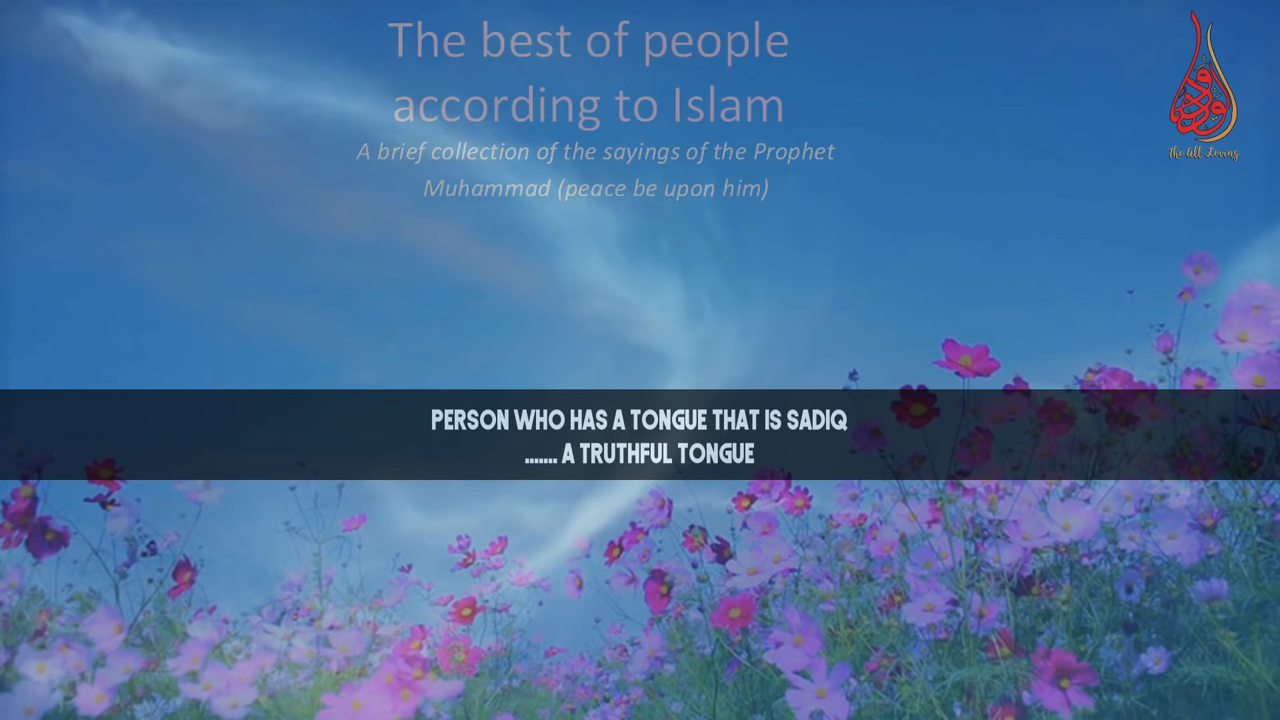 The best of people
according to Islam
A brief collection of the sayings of the Prophet
Muhammad (peace be upon him)
The All Loving
PERSON WHO HAS A TONGUE THAT IS SADIQ
....... A TRUTHFUL TONGUE